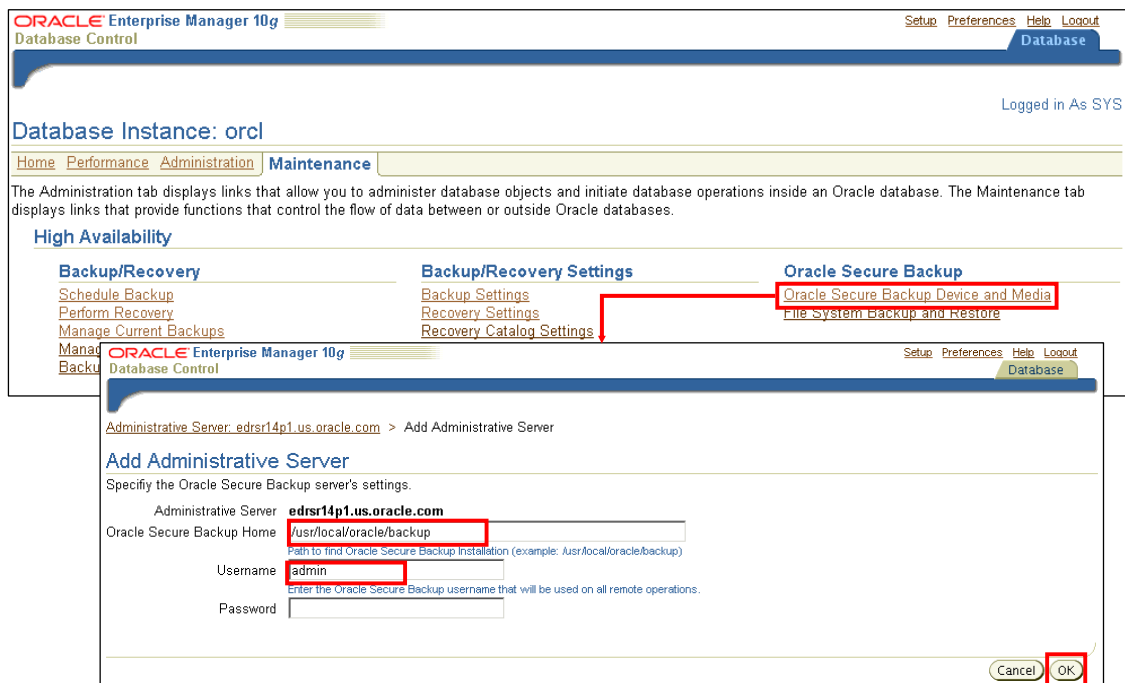 ORACLE Enterprise Manager 10g
Database Control
Setup Preferences Help Logout
Database
Logged in As SYS
Database Instance: orcl
Home Performance Administration Maintenance
The Administration tab displays links that allow you to administer database objects and initiate database operations inside an Oracle database. The Maintenance tab
displays links that provide functions that control the flow of data between or outside Oracle databases.
High Availability
Backup/Recovery
Schedule Backup
Perform Recovery
Manage Current Backups
Manag
Backu
Backup/Recovery Settings
Backup Settings
Recovery Settings
Recovery Catalog Settings
Oracle Secure Backup
Oracle Secure Backup Device and Media
File System Backup and Restore
ORACLE Enterprise Manager 10g
Database Control
Setup Preferences Help Logout
Database
Administrative Server: edrsr14p1.us.oracle.com > Add Administrative Server
Add Administrative Server
Specifiy the Oracle Secure Backup server's settings.
Administrative Server edrsr14p1.us.oracle.com
Oracle Secure Backup Home /usr/local/oracle/backup
Path to find Oracle Secure Backup Installation (example: /usr/local/oracle/backup)
Username admin
Enter the Oracle Secure Backup username that will be used on all remote operations.
Password
Cancel OK